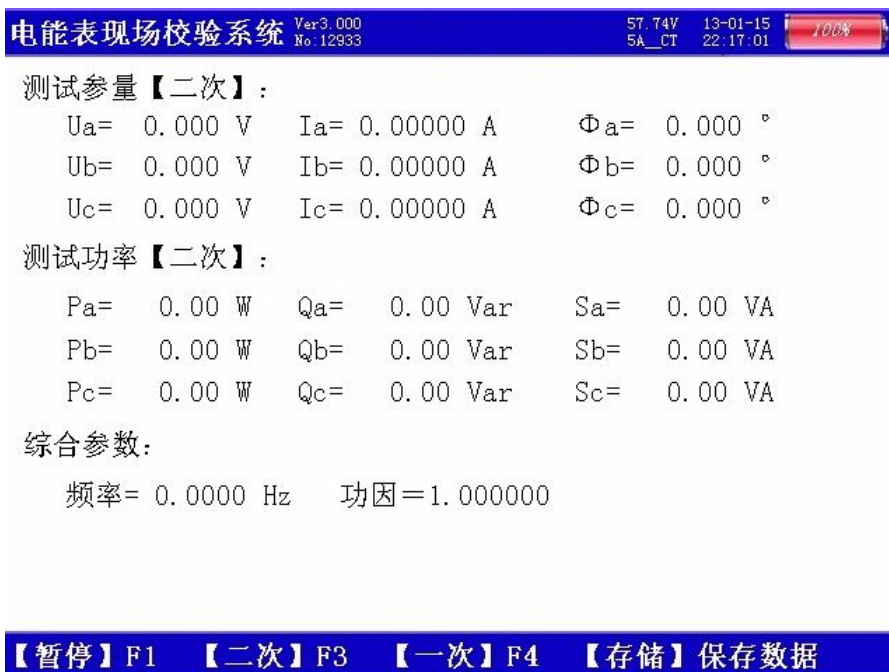 电能表现场校验系统 Ver3.000 No:12933 57.74V 5A__CT 13-01-15 22:17:01 100%
测试参量【二次】:
Ua= 0.000 V Ia= 0.00000 A Φa= 0.000 °
Ub= 0.000 V Ib= 0.00000 A Φb= 0.000 °
Uc= 0.000 V Ic= 0.00000 A Φc= 0.000 °
测试功率【二次】:
Pa= 0.00 W Qa= 0.00 Var Sa= 0.00 VA
Pb= 0.00 W Qb= 0.00 Var Sb= 0.00 VA
Pc= 0.00 W Qc= 0.00 Var Sc= 0.00 VA
综合参数:
频率= 0.0000 Hz 功因=1.000000
【暂停】F1 【二次】F3 【一次】F4 【存储】保存数据